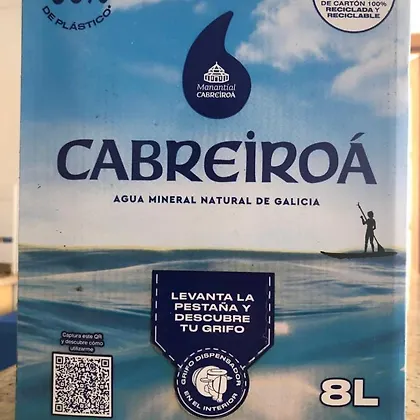 DE PLÁSTICO*
DE CARTÓN 100%
RECICLADA Y
RECICLABLE
Manantial
CABREIROÁ
CABREIROÁ
AGUA MINERAL NATURAL DE GALICIA
LEVANTA LA
PESTAÑA Y
DESCUBRE
TU GRIFO
Captura este QR
y descubre cómo
utilizarme
GRIFO DISPENSADOR
EN EL INTERIOR
8L